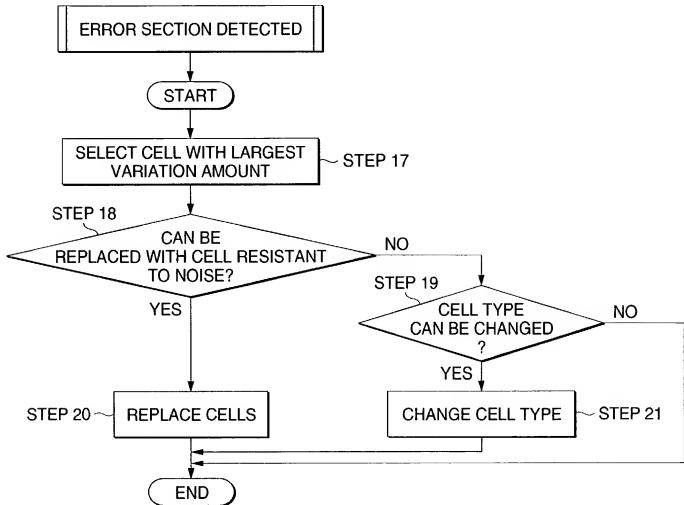 ERROR SECTION DETECTED
START
SELECT CELL WITH LARGEST
VARIATION AMOUNT
STEP 17
STEP 18
CAN BE
REPLACED WITH CELL RESISTANT
TO NOISE?
NO
YES
STEP 19
CELL TYPE
CAN BE CHANGED
?
NO
YES
STEP 20
REPLACE CELLS
CHANGE CELL TYPE
STEP 21
END